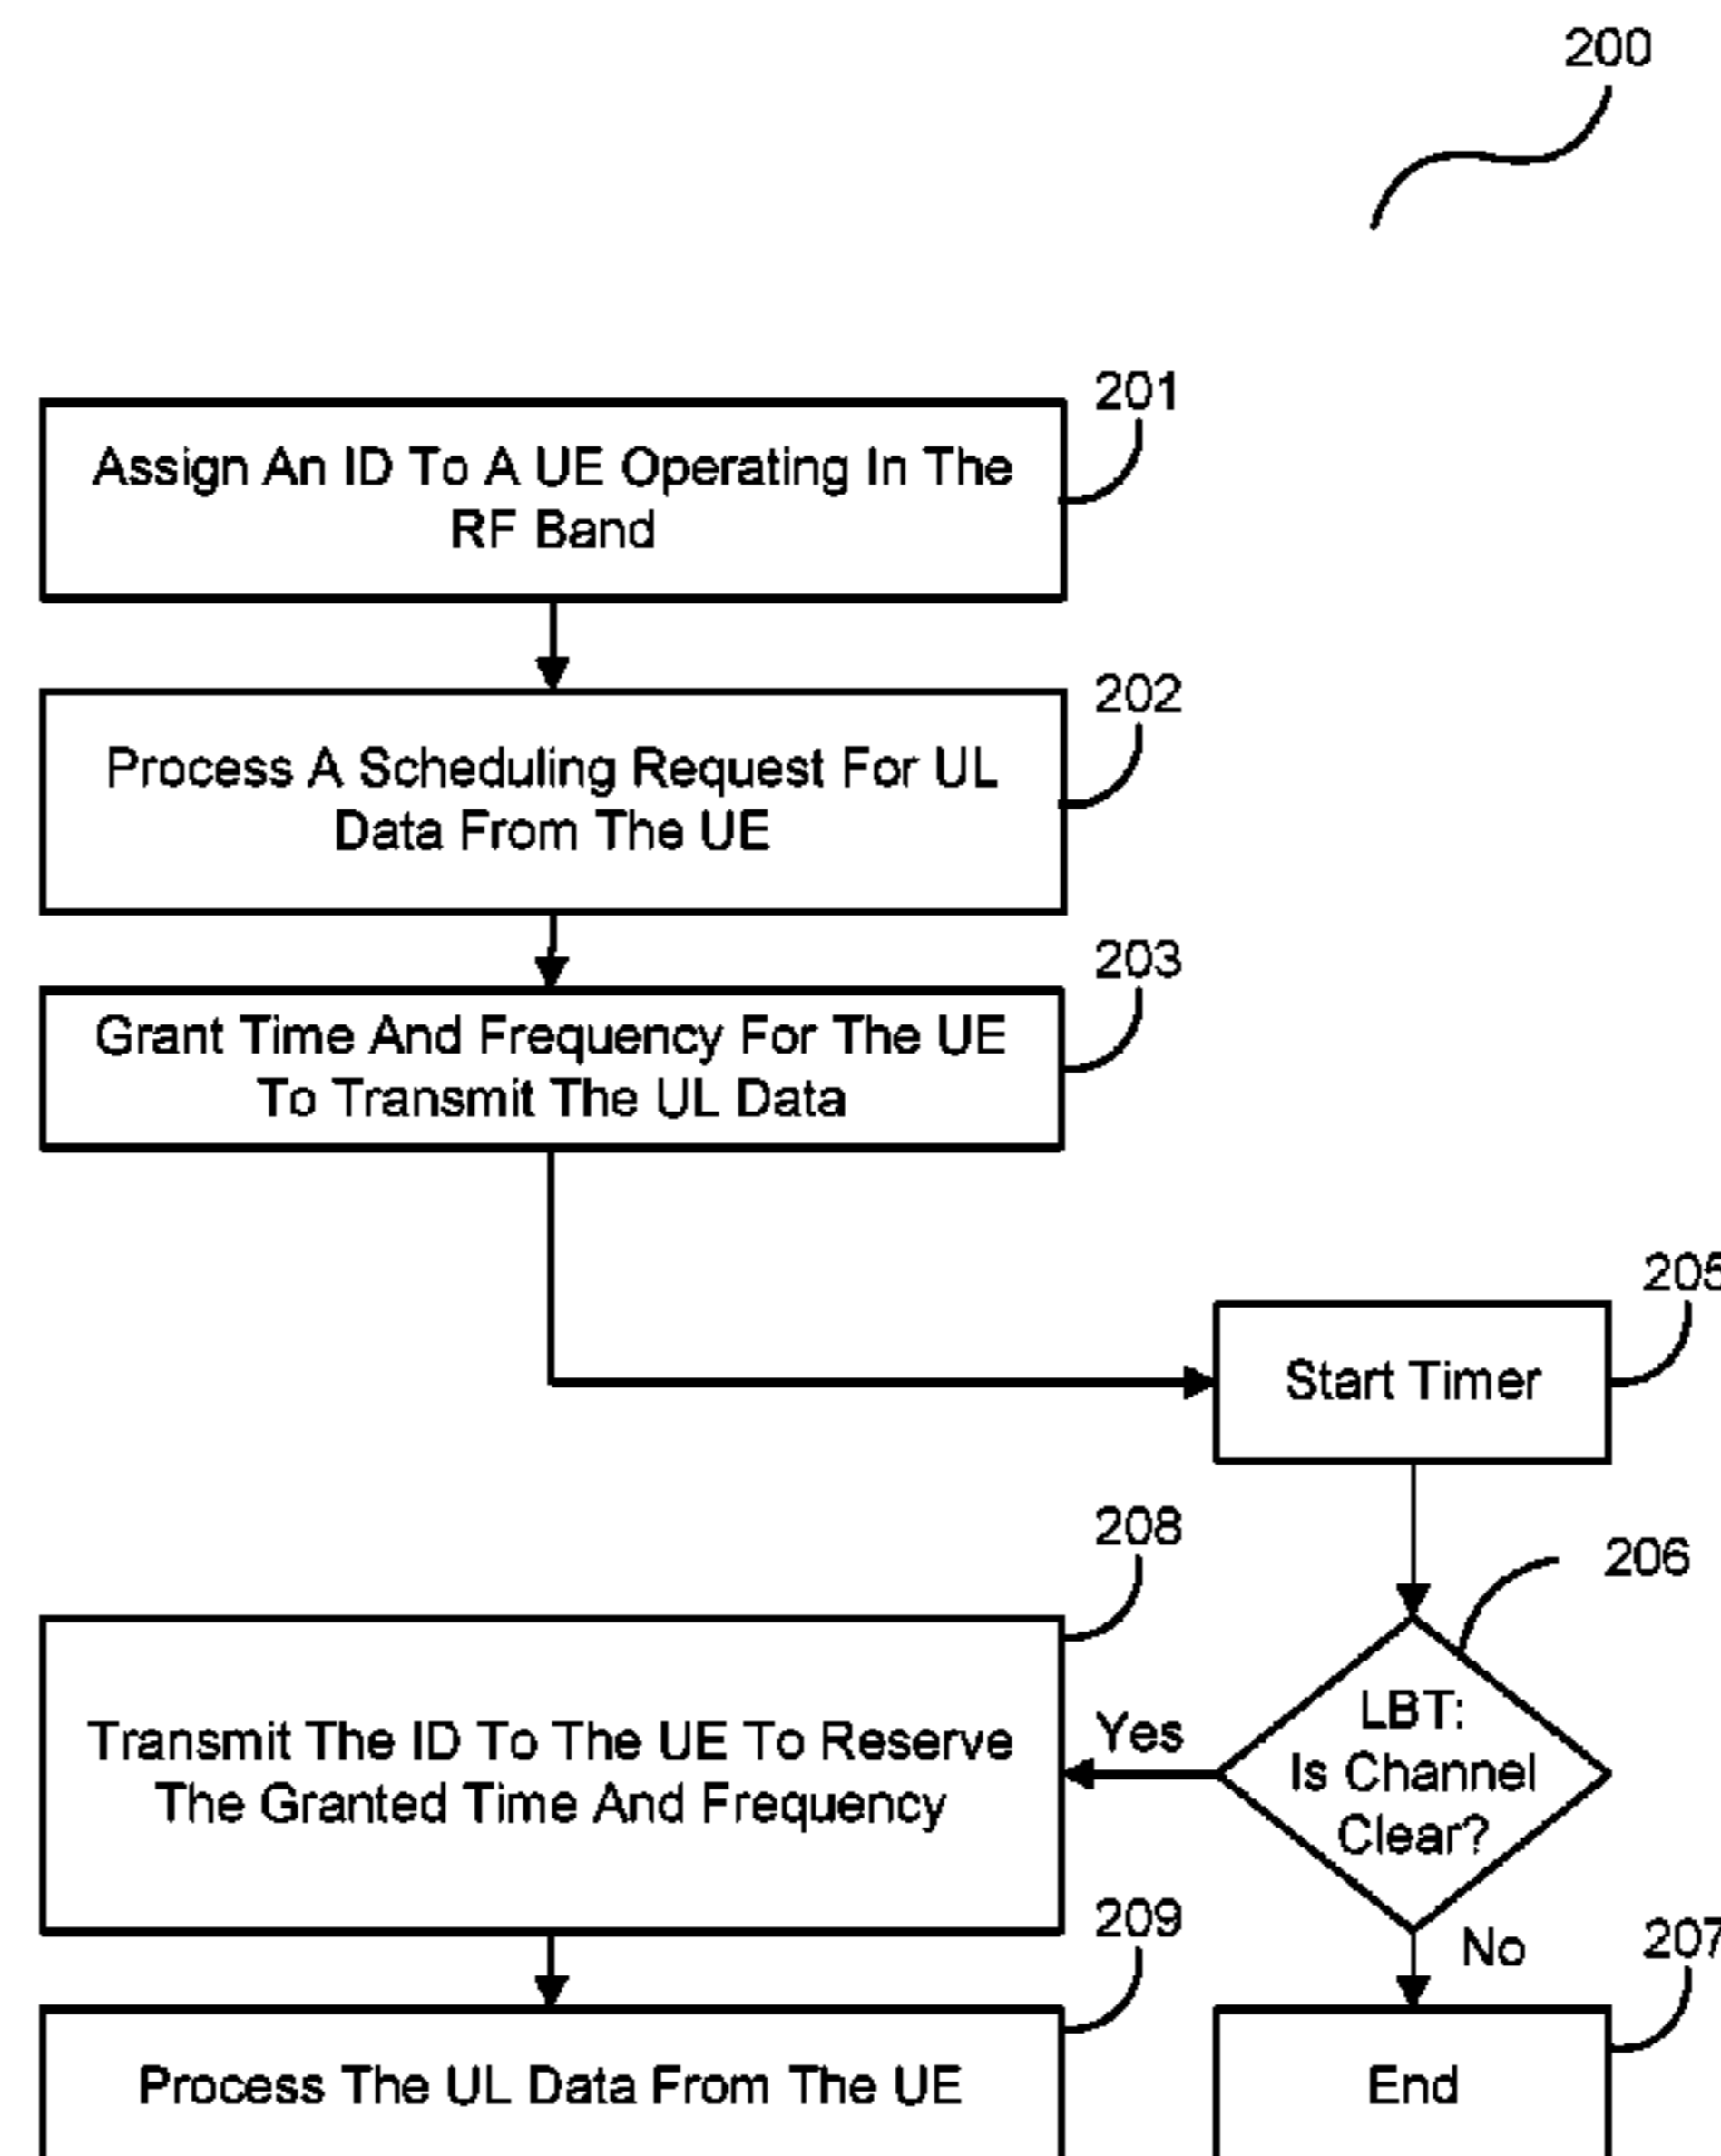 200
201
Assign An ID To A UE Operating In The
RF Band
202
Process A Scheduling Request For UL
Data From The UE
203
Grant Time And Frequency For The UE
To Transmit The UL Data
205
Start Timer
208
206
Transmit The ID To The UE To Reserve
The Granted Time And Frequency
Yes
LBT:
Is Channel
Clear?
209
No
207
Process The UL Data From The UE
End